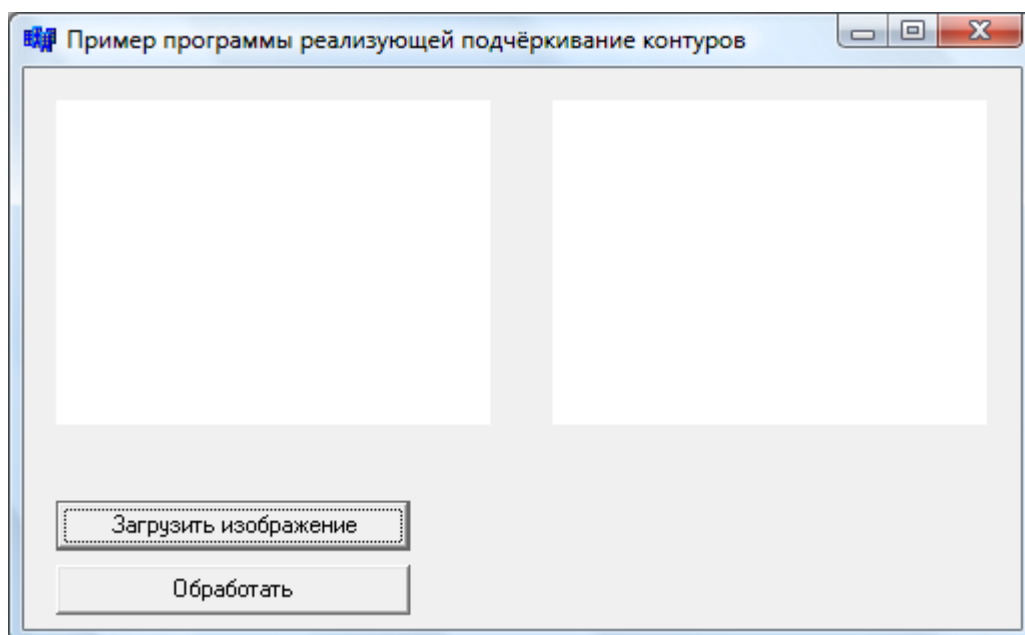 Пример программы реализующей подчёркивание контуров
Загрузить изображение
Обработать